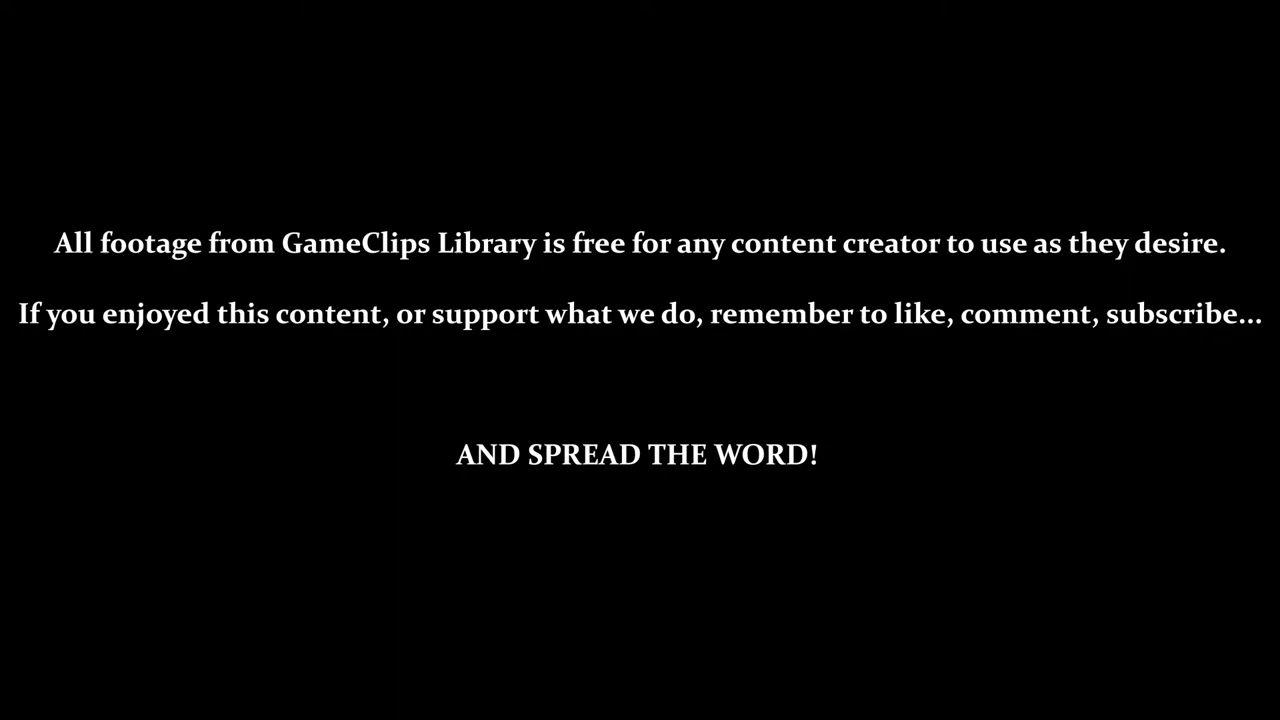 All footage from GameClips Library is free for any content creator to use as they desire.
If you enjoyed this content, or support what we do, remember to like, comment, subscribe...
AND SPREAD THE WORD!